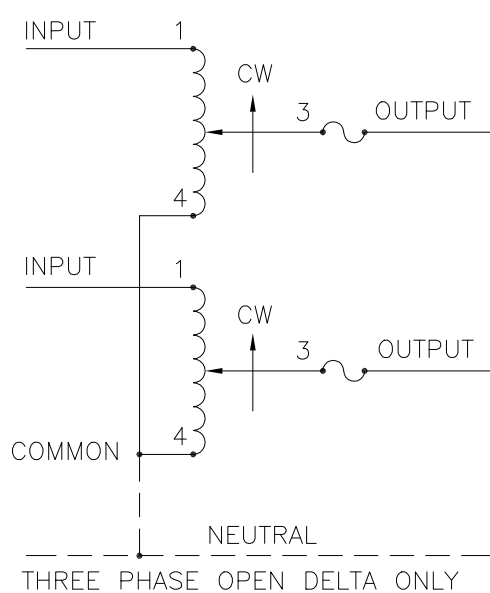 INPUT
1
CW
3
OUTPUT
4
INPUT
1
CW
3
OUTPUT
4
COMMON
NEUTRAL
THREE PHASE OPEN DELTA ONLY